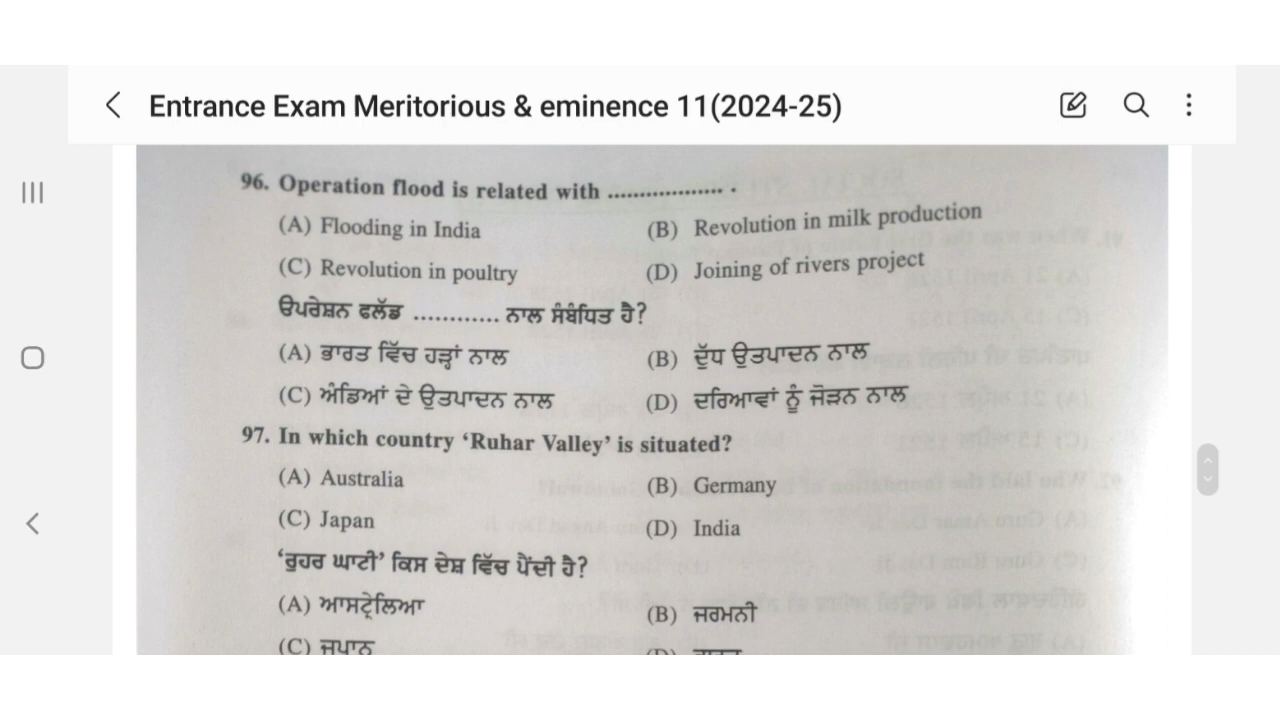 Entrance Exam Meritorious & eminence 11(2024-25)
96. Operation flood is related with ................... .
(A) Flooding in India (B) Revolution in milk production
(C) Revolution in poultry (D) Joining of rivers project
ਓਪਰੇਸ਼ਨ ਫਲੱਡ ............ ਨਾਲ ਸੰਬੰਧਿਤ ਹੈ?
(A) ਭਾਰਤ ਵਿੱਚ ਹੜ੍ਹਾਂ ਨਾਲ (B) ਦੁੱਧ ਉਤਪਾਦਨ ਨਾਲ
(C) ਅੰਡਿਆਂ ਦੇ ਉਤਪਾਦਨ ਨਾਲ (D) ਦਰਿਆਵਾਂ ਨੂੰ ਜੋੜਨ ਨਾਲ
97. In which country ‘Ruhar Valley’ is situated?
(A) Australia (B) Germany
(C) Japan (D) India
‘ਰੁਹਰ ਘਾਟੀ’ ਕਿਸ ਦੇਸ਼ ਵਿੱਚ ਪੈਂਦੀ ਹੈ?
(A) ਆਸਟ੍ਰੇਲਿਆ (B) ਜਰਮਨੀ
(C) ਜਪਾਨ